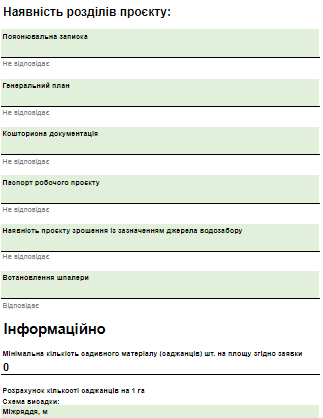 Наявність розділів проєкту:
Пояснювальна записка
Не відповідає
Генеральний план
Не відповідає
Кошторисна документація
Не відповідає
Паспорт робочого проєкту
Не відповідає
Наявність проєкту зрошення із зазначенням джерела водозабору
Не відповідає
Встановлення шпалери
Відповідає
Інформаційно
Мінімальна кількість садивного матеріалу (саджанців) шт. на площу згідно заявки
0
Розрахунок кількості саджанців на 1 га
Схема висадки:
Міжряддя, м